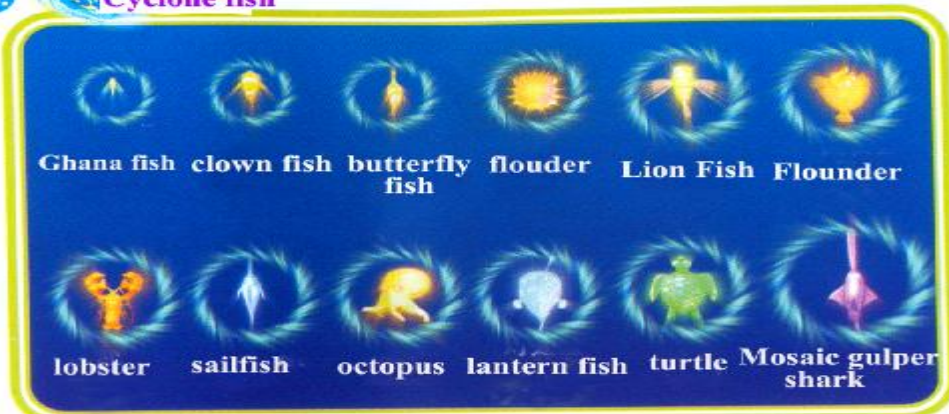 Cyclone fish
Ghana fish clown fish butterfly fish flouder Lion Fish Flounder
lobster sailfish octopus lantern fish turtle Mosaic gulper shark